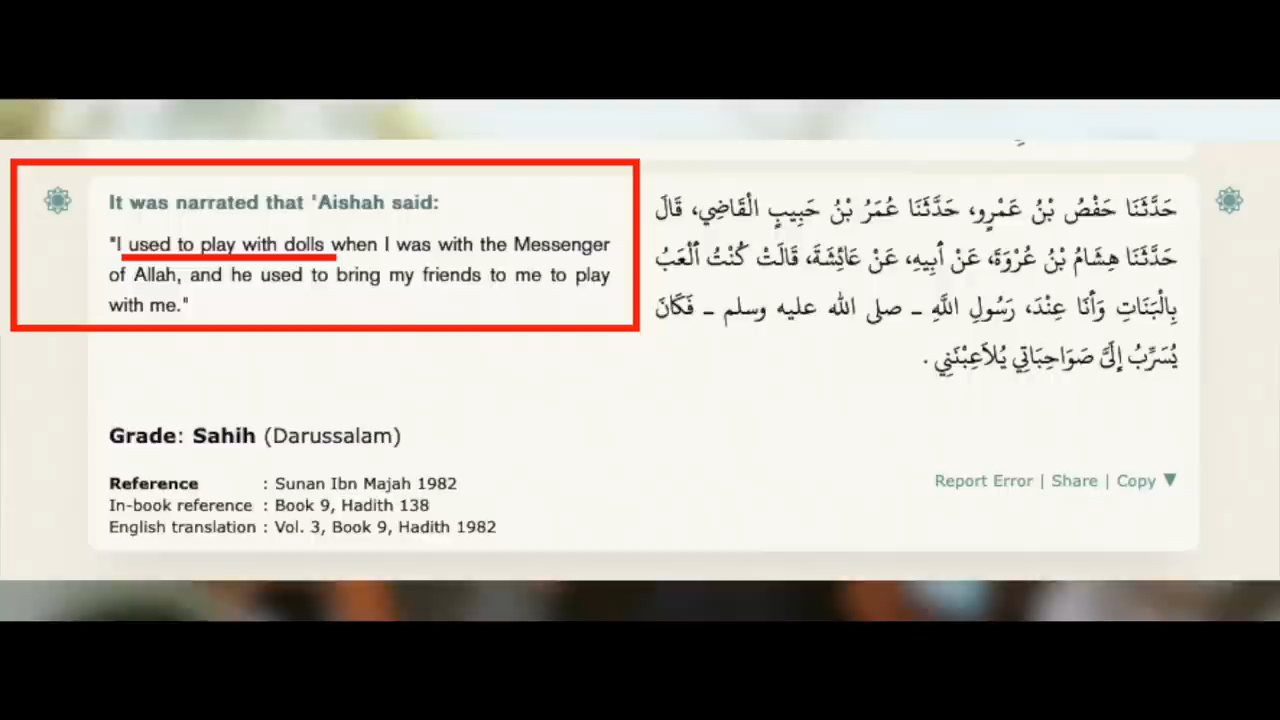 It was narrated that 'Aishah said:
"I used to play with dolls when I was with the Messenger
of Allah, and he used to bring my friends to me to play
with me."
حَدَّثَنَا حَفْصُ بْنُ عَمْرٍو، حَدَّثَنَا عُمَرُ بْنُ حَبِيبٍ الْقَاضِي، قَالَ
حَدَّثَنَا هِشَامُ بْنُ عُرْوَةَ، عَنْ أَبِيهِ، عَنْ عَائِشَةَ، قَالَتْ كُنْتُ أَلْعَبُ
بِالْبَنَاتِ وَأَنَا عِنْدَ، رَسُولِ اللَّهِ ـ صلى الله عليه وسلم ـ فَكَانَ
يُسَرِّبُ إِلَىَّ صَوَاحِبَاتِي يُلاَعِبْنَنِي .
Grade: Sahih (Darussalam)
Reference : Sunan Ibn Majah 1982
In-book reference : Book 9, Hadith 138
English translation : Vol. 3, Book 9, Hadith 1982
Report Error | Share | Copy ▼